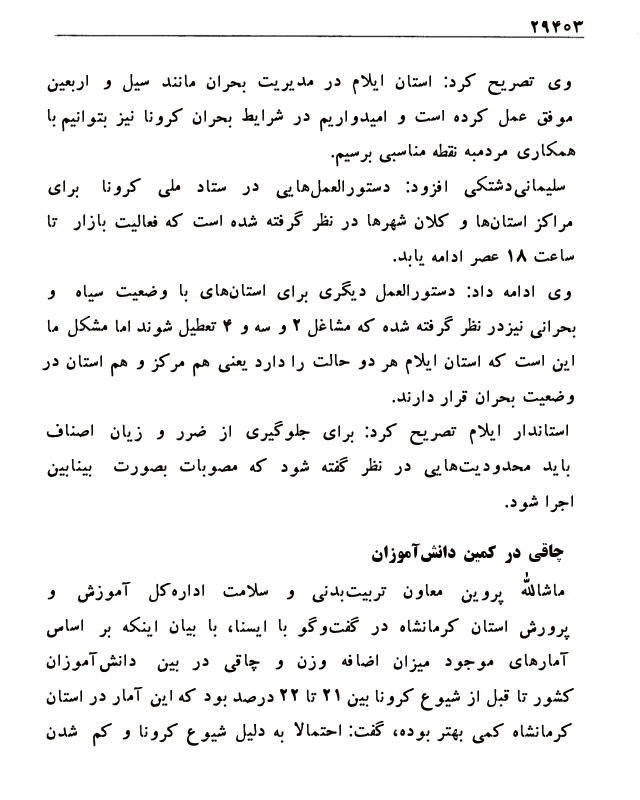 ۲۹۴۰۳
وی تصریح کرد: استان ایلام در مدیریت بحران مانند سیل و اربعین
موفق عمل کرده است و امیدواریم در شرایط بحران کرونا نیز بتوانیم با
همکاری مردمبه نقطه مناسبی برسیم.
سلیمانی‌دشتکی افزود: دستورالعمل‌هایی در ستاد ملی کرونا برای
مراکز استان‌ها و کلان شهرها در نظر گرفته شده است که فعالیت بازار تا
ساعت ۱۸ عصر ادامه یابد.
وی ادامه داد: دستورالعمل دیگری برای استان‌های با وضعیت سیاه و
بحرانی نیزدر نظر گرفته شده که مشاغل ۲ و سه و ۴ تعطیل شوند اما مشکل ما
این است که استان ایلام هر دو حالت را دارد یعنی هم مرکز و هم استان در
وضعیت بحران قرار دارند.
استاندار ایلام تصریح کرد: برای جلوگیری از ضرر و زیان اصناف
باید محدودیت‌هایی در نظر گفته شود که مصوبات بصورت بینابین
اجرا شود.
چاقی در کمین دانش‌آموزان
ماشالله پروین معاون تربیت‌بدنی و سلامت اداره‌کل آموزش و
پرورش استان کرمانشاه در گفت‌وگو با ایسنا، با بیان اینکه بر اساس
آمارهای موجود میزان اضافه وزن و چاقی در بین دانش‌آموزان
کشور تا قبل از شیوع کرونا بین ۲۱ تا ۲۲ درصد بود که این آمار در استان
کرمانشاه کمی بهتر بوده، گفت: احتمالا به دلیل شیوع کرونا و کم شدن